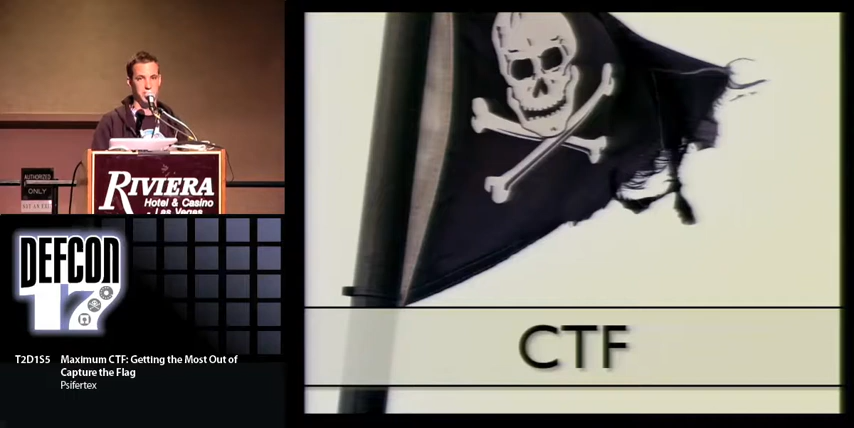 AUTHORIZED
ONLY
RIVIERA
Hotel & Casino
Las Vegas
DEFCON
17
T2D1S5 Maximum CTF: Getting the Most Out of
Capture the Flag
Psifertex
CTF